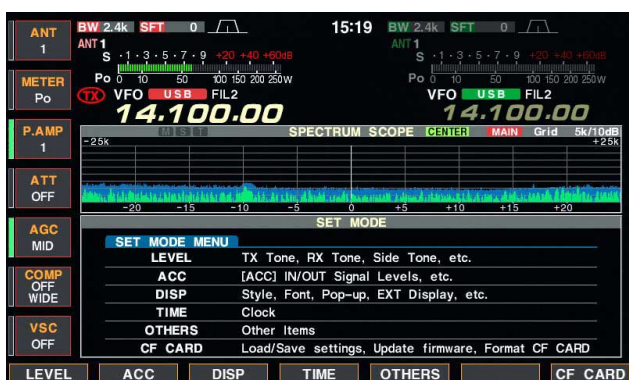 ANT
1
METER
Po
P.AMP
1
ATT
OFF
AGC
MID
COMP
OFF
WIDE
VSC
OFF
BW 2.4k SFT 0
15:19
BW 2.4k SFT 0
ANT 1
ANT 1
S ·1·3·5·7·9 +20 +40 +60dB
S ·1·3·5·7·9 +20 +40 +60dB
Po 0 10 50 100 150 200 250W
Po 0 10 50 100 150 200 250W
TX VFO USB FIL2
VFO USB FIL2
14.100.00
14.100.00
M S T SPECTRUM SCOPE CENTER MAIN Grid 5k/10dB
-25k +25k
-20 -15 -10 -5 0 +5 +10 +15 +20
SET MODE
SET MODE MENU
LEVEL TX Tone, RX Tone, Side Tone, etc.
ACC [ACC] IN/OUT Signal Levels, etc.
DISP Style, Font, Pop-up, EXT Display, etc.
TIME Clock
OTHERS Other Items
CF CARD Load/Save settings, Update firmware, Format CF CARD
LEVEL ACC DISP TIME OTHERS CF CARD